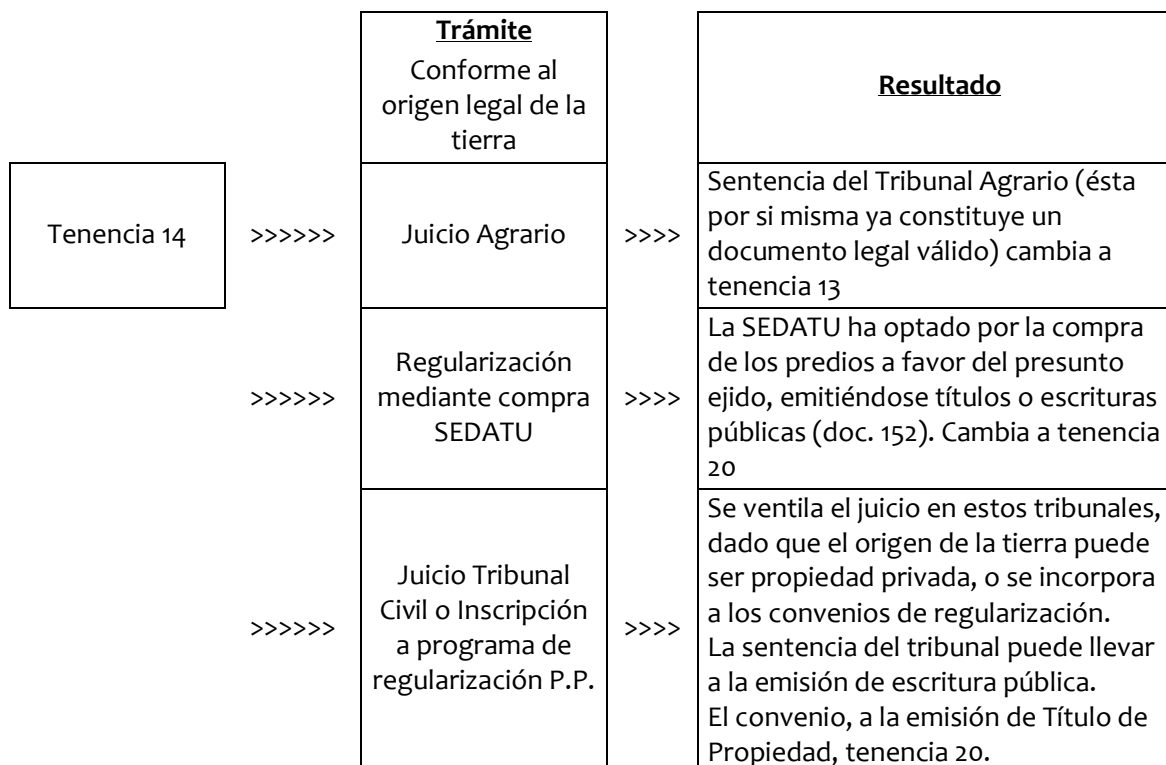 Trámite
Conforme al
origen legal de la
tierra
Resultado
Tenencia 14
>>>>>>
Juicio Agrario
>>>>
Sentencia del Tribunal Agrario (ésta
por si misma ya constituye un
documento legal válido) cambia a
tenencia 13
>>>>>>
Regularización
mediante compra
SEDATU
>>>>
La SEDATU ha optado por la compra
de los predios a favor del presunto
ejido, emitiéndose títulos o escrituras
públicas (doc. 152). Cambia a tenencia
20
>>>>>>
Juicio Tribunal
Civil o Inscripción
a programa de
regularización P.P.
>>>>
Se ventila el juicio en estos tribunales,
dado que el origen de la tierra puede
ser propiedad privada, o se incorpora
a los convenios de regularización.
La sentencia del tribunal puede llevar
a la emisión de escritura pública.
El convenio, a la emisión de Título de
Propiedad, tenencia 20.